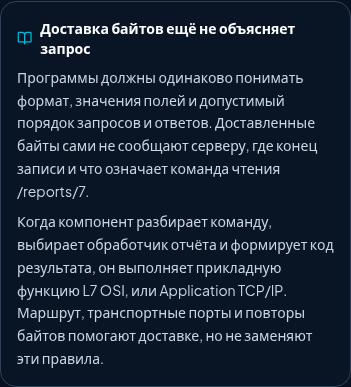 Доставка байтов ещё не объясняет
запрос
Программы должны одинаково понимать
формат, значения полей и допустимый
порядок запросов и ответов. Доставленные
байты сами не сообщают серверу, где конец
записи и что означает команда чтения
/reports/7.
Когда компонент разбирает команду,
выбирает обработчик отчёта и формирует код
результата, он выполняет прикладную
функцию L7 OSI, или Application TCP/IP.
Маршрут, транспортные порты и повторы
байтов помогают доставке, но не заменяют
эти правила.